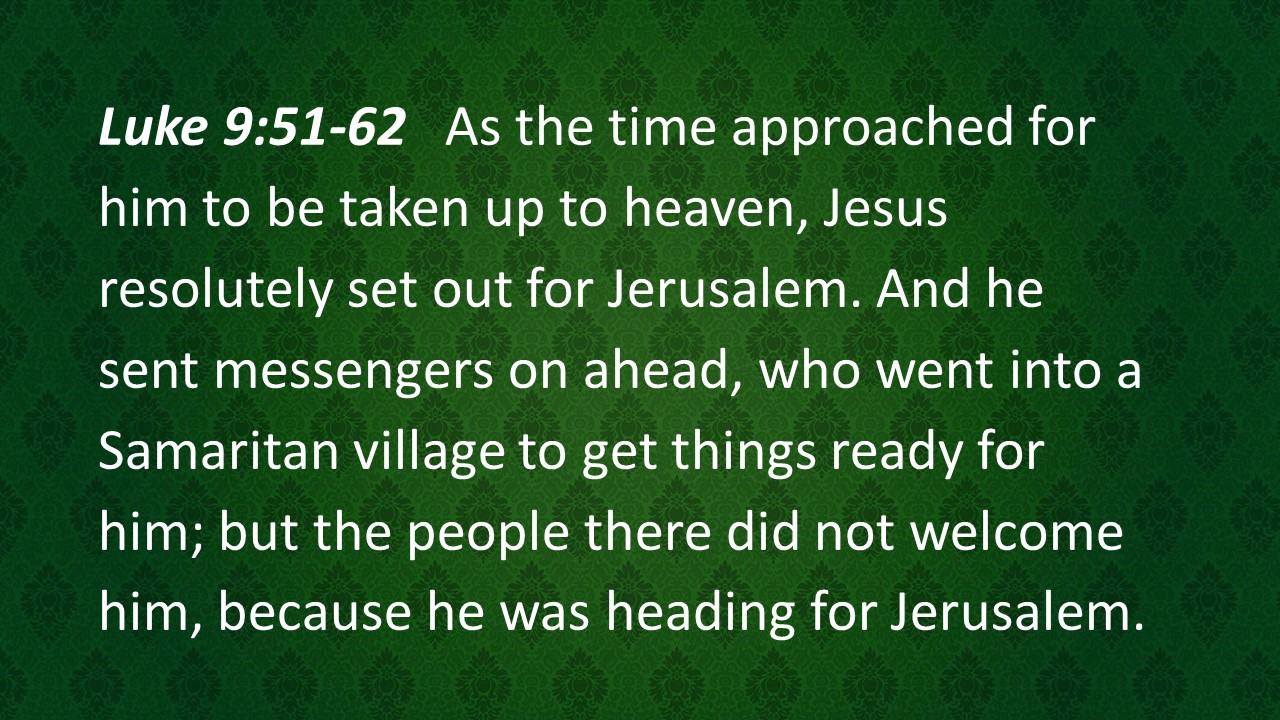 Luke 9:51-62 As the time approached for
him to be taken up to heaven, Jesus
resolutely set out for Jerusalem. And he
sent messengers on ahead, who went into a
Samaritan village to get things ready for
him; but the people there did not welcome
him, because he was heading for Jerusalem.